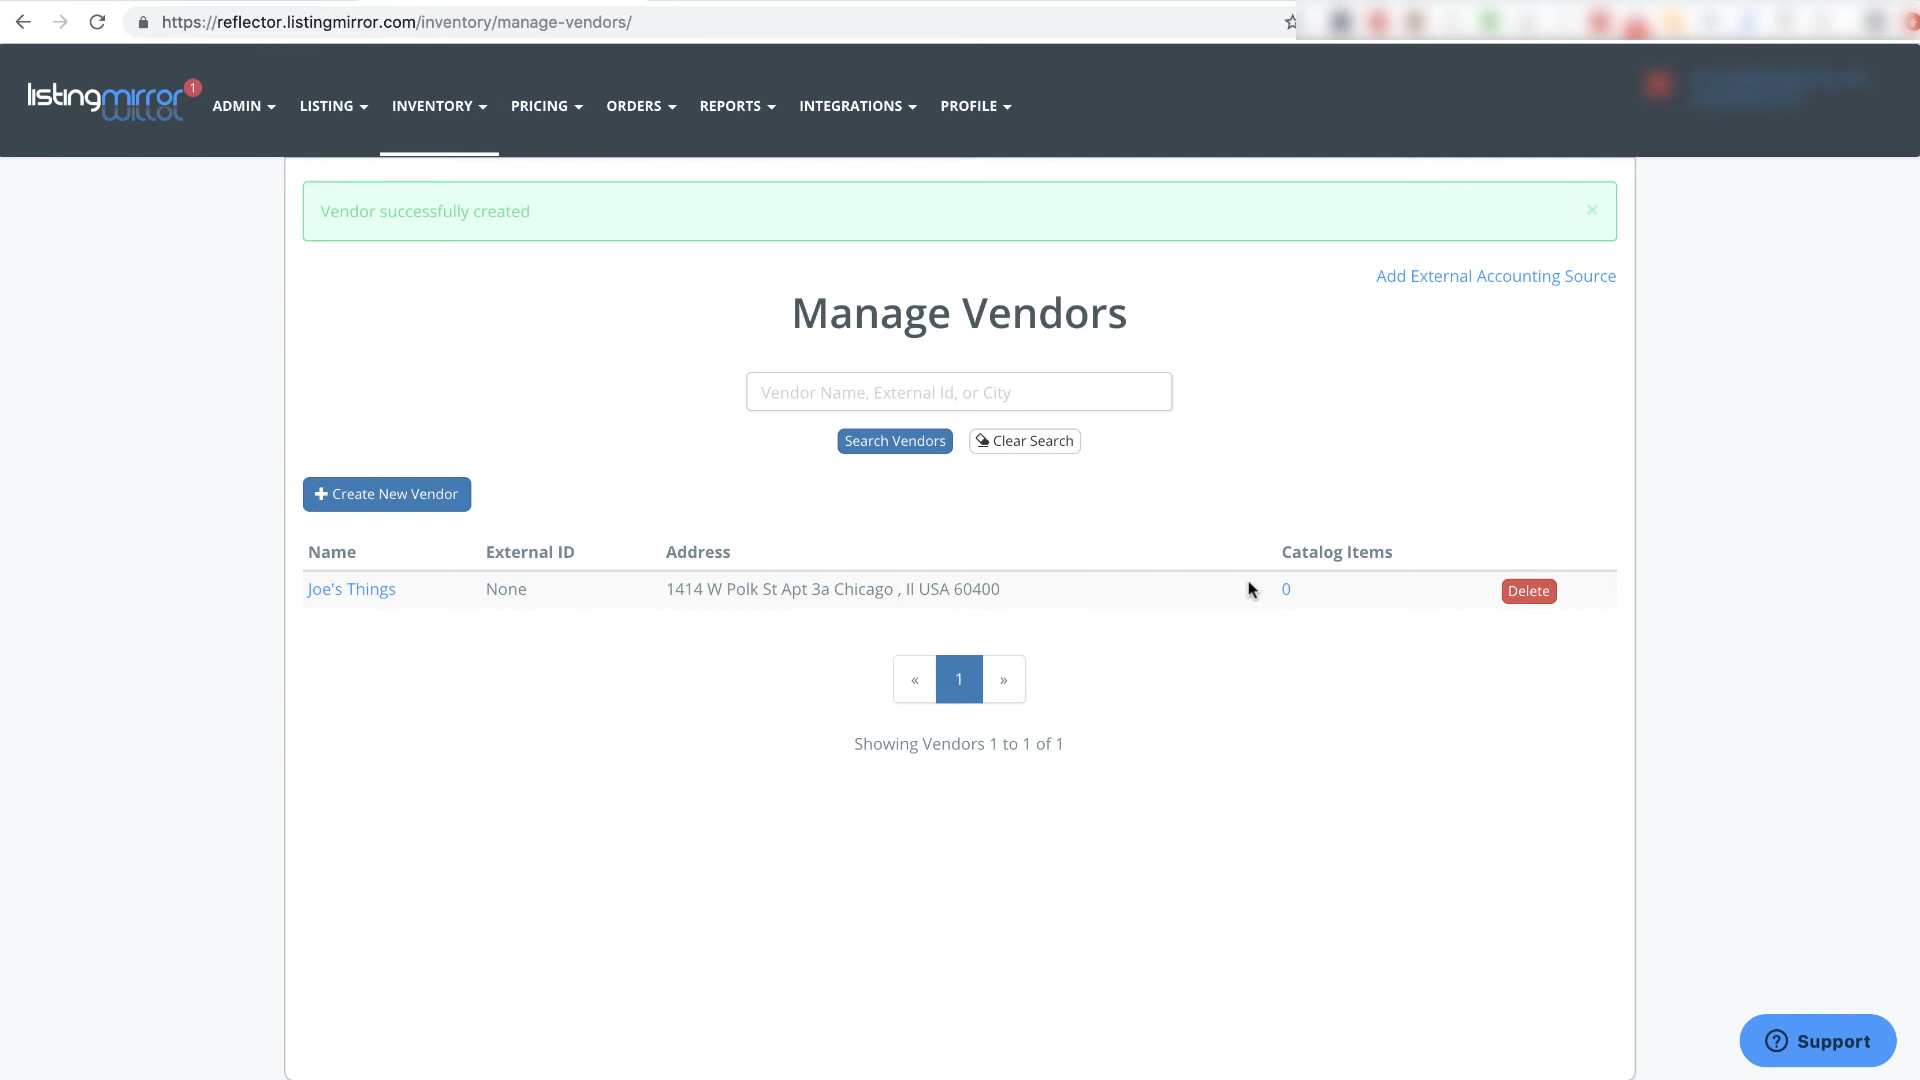 https://reflector.listingmirror.com/inventory/manage-vendors/
listingmirror 1 ADMIN LISTING INVENTORY PRICING ORDERS REPORTS INTEGRATIONS PROFILE
Vendor successfully created ×
Add External Accounting Source
Manage Vendors
Vendor Name, External Id, or City
Search Vendors Clear Search
Create New Vendor
Name External ID Address Catalog Items
Joe's Things None 1414 W Polk St Apt 3a Chicago , Il USA 60400 0 Delete
« 1 »
Showing Vendors 1 to 1 of 1
Support